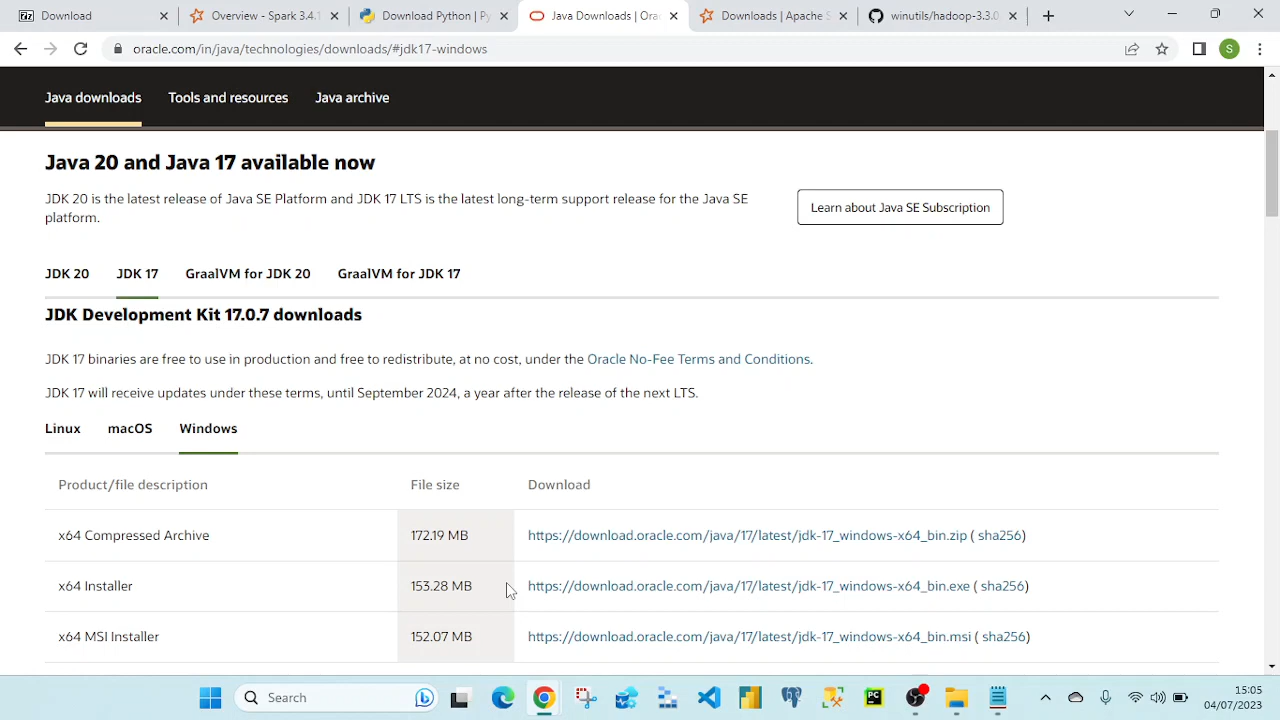 Download
Overview - Spark 3.4.1
Download Python | Py
Java Downloads | Orac
Downloads | Apache S
winutils/hadoop-3.3.0
oracle.com/in/java/technologies/downloads/#jdk17-windows
S
Java downloads
Tools and resources
Java archive
Java 20 and Java 17 available now
JDK 20 is the latest release of Java SE Platform and JDK 17 LTS is the latest long-term support release for the Java SE
platform.
Learn about Java SE Subscription
JDK 20
JDK 17
GraalVM for JDK 20
GraalVM for JDK 17
JDK Development Kit 17.0.7 downloads
JDK 17 binaries are free to use in production and free to redistribute, at no cost, under the Oracle No-Fee Terms and Conditions.
JDK 17 will receive updates under these terms, until September 2024, a year after the release of the next LTS.
Linux
macOS
Windows
Product/file description
File size
Download
x64 Compressed Archive
172.19 MB
https://download.oracle.com/java/17/latest/jdk-17_windows-x64_bin.zip ( sha256)
x64 Installer
153.28 MB
https://download.oracle.com/java/17/latest/jdk-17_windows-x64_bin.exe ( sha256)
x64 MSI Installer
152.07 MB
https://download.oracle.com/java/17/latest/jdk-17_windows-x64_bin.msi ( sha256)
Search
PC
15:05
04/07/2023